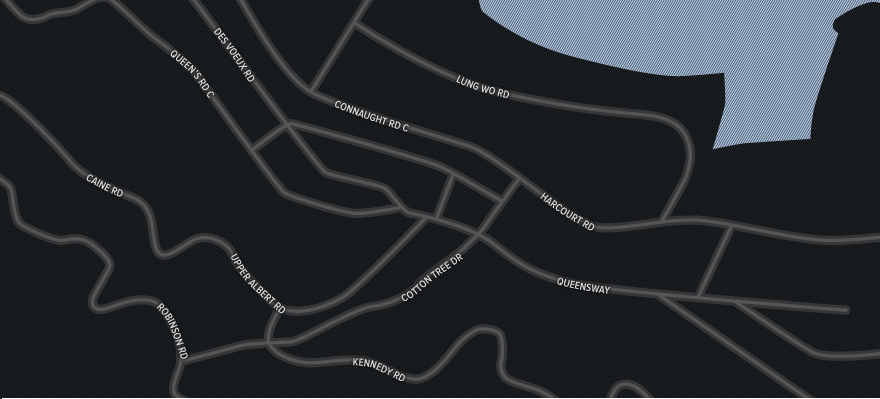 DES VOEUX RD
QUEEN'S RD C
LUNG WO RD
CONNAUGHT RD C
CAINE RD
HARCOURT RD
UPPER ALBERT RD
COTTON TREE DR
QUEENSWAY
ROBINSON RD
KENNEDY RD